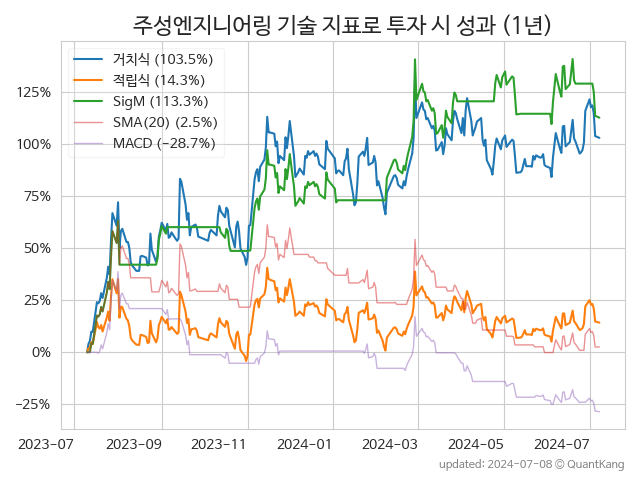 주성엔지니어링 기술 지표로 투자 시 성과 (1년)
거치식 (103.5%)
적립식 (14.3%)
SigM (113.3%)
SMA(20) (2.5%)
MACD (−28.7%)
125%
100%
75%
50%
25%
0%
−25%
2023-07 2023-09 2023-11 2024-01 2024-03 2024-05 2024-07
updated: 2024-07-08 © QuantKang